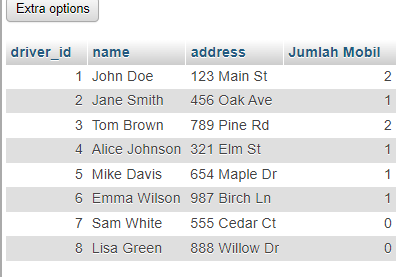 Extra options
driver_id name address Jumlah Mobil
1 John Doe 123 Main St 2
2 Jane Smith 456 Oak Ave 1
3 Tom Brown 789 Pine Rd 2
4 Alice Johnson 321 Elm St 1
5 Mike Davis 654 Maple Dr 1
6 Emma Wilson 987 Birch Ln 1
7 Sam White 555 Cedar Ct 0
8 Lisa Green 888 Willow Dr 0